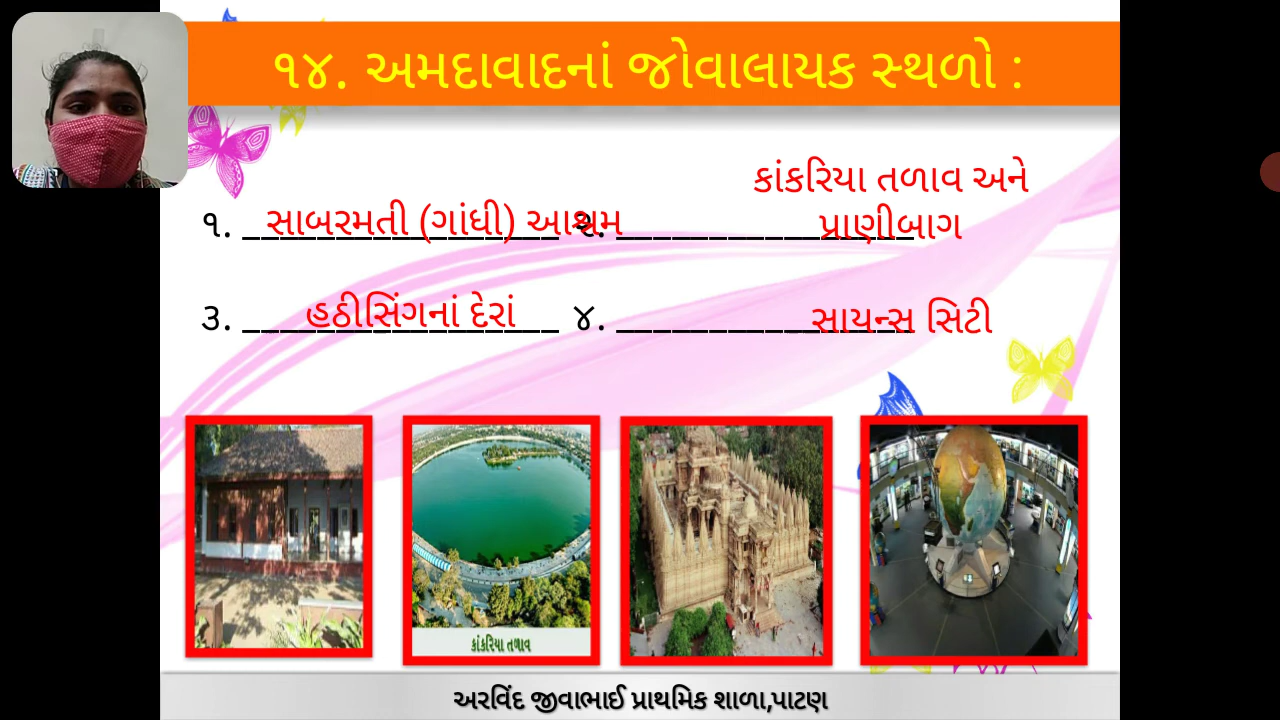 ૧૪. અમદાવાદનાં જોવાલાયક સ્થળો :
૧. સાબરમતી (ગાંધી) આશ્રમ ૨. કાંકરિયા તળાવ અને
પ્રાણીબાગ
૩. હઠીસિંગનાં દેરાં ૪. સાયન્સ સિટી
કાંકરિયા તળાવ
અરવિંદ જીવાભાઈ પ્રાથમિક શાળા,પાટણ